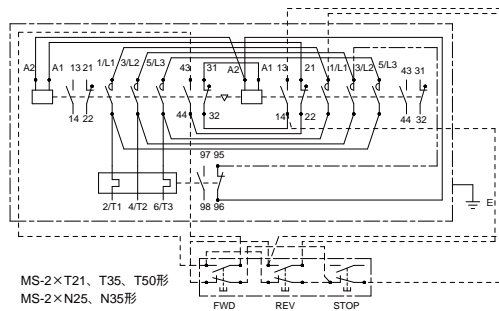 A2 A1 13 21 1/L1 3/L2 5/L3 43 31 A2 A1 13 21 1/L1 3/L2 5/L3 43 31
14 22 44 32 14 22 44 32
97 95
2/T1 4/T2 6/T3 98 96
E
MS-2×T21、T35、T50形
MS-2×N25、N35形
FWD REV STOP